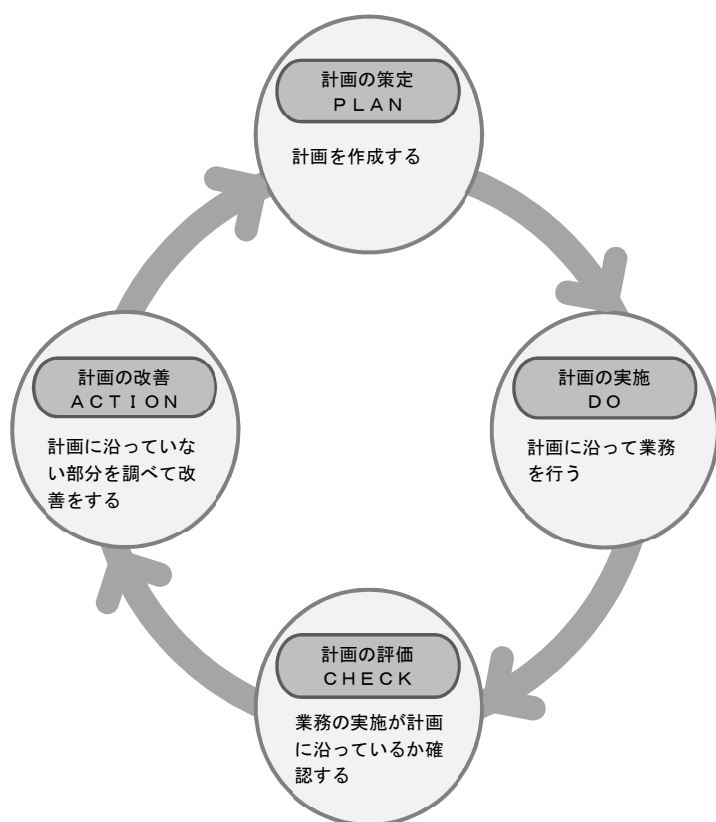 計画の策定
ＰＬＡＮ
計画を作成する
計画の実施
ＤＯ
計画に沿って業務
を行う
計画の評価
ＣＨＥＣＫ
業務の実施が計画
に沿っているか確
認する
計画の改善
ＡＣＴＩＯＮ
計画に沿っていな
い部分を調べて改
善をする